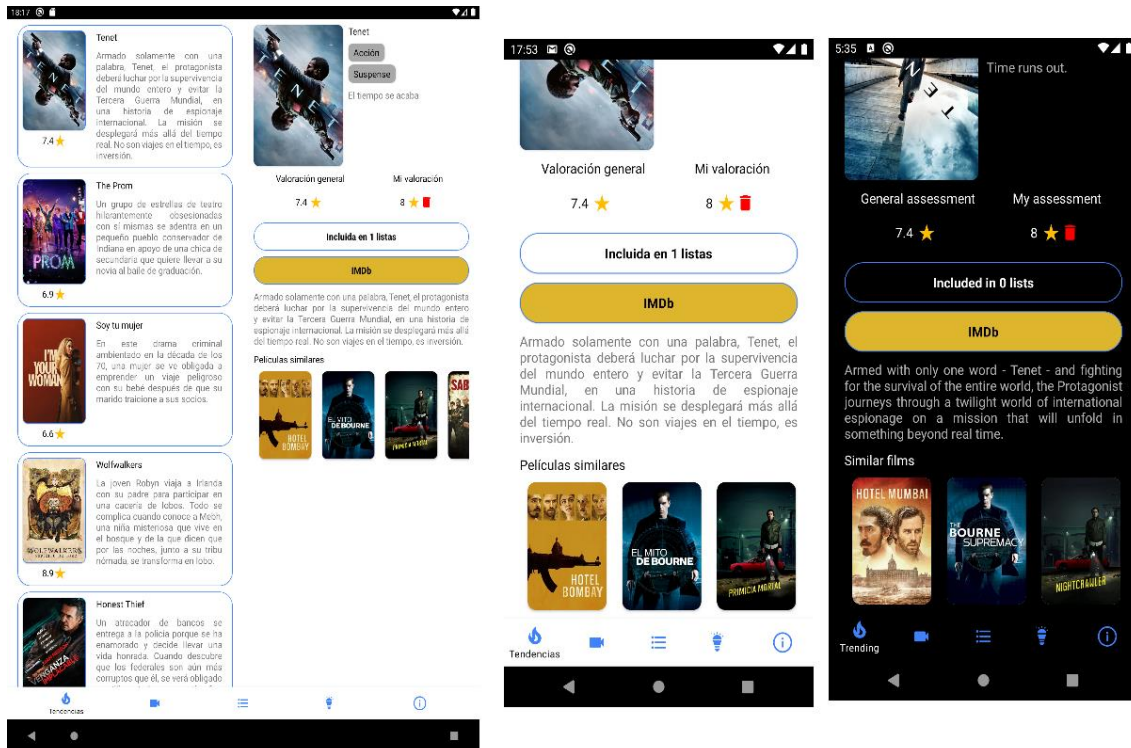 18:17
Tenet
Armado solamente con una
palabra, Tenet, el protagonista
deberá luchar por la supervivencia
del mundo entero y evitar la
Tercera Guerra Mundial, en
una historia de espionaje
internacional. La misión se
desplegará más allá del tiempo
real. No son viajes en el tiempo, es
inversión.
7.4
The Prom
Un grupo de estrellas de teatro
hilarantemente obsesionadas
con sí mismas se adentra en un
pequeño pueblo conservador de
Indiana en apoyo de una chica de
secundaria que quiere llevar a su
novia al baile de graduación.
PROM
6.9
Soy tu mujer
En este drama criminal
ambientado en la década de los
70, una mujer se ve obligada a
emprender un viaje peligroso
con su bebé después de que su
marido traicione a sus socios.
I'M
YOUR
WOMAN
6.6
Wolfwalkers
La joven Robyn viaja a Irlanda
con su padre para participar en
una cacería de lobos. Todo se
complica cuando conoce a Mebh,
una niña misteriosa que vive en
el bosque y de la que dicen que
por las noches, junto a su tribu
nómada, se transforma en lobo.
WOLFWALKERS
8.9
Honest Thief
Un atracador de bancos se
entrega a la policía porque se ha
enamorado y decide llevar una
vida honrada. Cuando descubre
que los federales son aún más
corruptos que él, se verá obligado
VENGANZA
IMPLACABLE
TENET
Tenet
Acción
Suspense
El tiempo se acaba
Valoración general
Mi valoración
7.4
8
Incluida en 1 listas
IMDb
Armado solamente con una palabra, Tenet, el protagonista
deberá luchar por la supervivencia del mundo entero
y evitar la Tercera Guerra Mundial, en una historia de
espionaje internacional. La misión se desplegará más allá
del tiempo real. No son viajes en el tiempo, es inversión.
Películas similares
HOTEL
BOMBAY
EL MITO
DE BOURNE
PRIMICIA MORTAL
SAB
Tendencias
17:53
Valoración general
Mi valoración
7.4
8
Incluida en 1 listas
IMDb
Armado solamente con una palabra, Tenet, el
protagonista deberá luchar por la supervivencia
del mundo entero y evitar la Tercera Guerra
Mundial, en una historia de espionaje
internacional. La misión se desplegará más allá
del tiempo real. No son viajes en el tiempo, es
inversión.
Películas similares
HOTEL
BOMBAY
EL MITO
DE BOURNE
PRIMICIA MORTAL
Tendencias
5:35
Time runs out.
General assessment
My assessment
7.4
8
Included in 0 lists
IMDb
Armed with only one word - Tenet - and fighting
for the survival of the entire world, the Protagonist
journeys through a twilight world of international
espionage on a mission that will unfold in
something beyond real time.
Similar films
HOTEL MUMBAI
THE
BOURNE
SUPREMACY
NIGHTCRAWLER
Trending